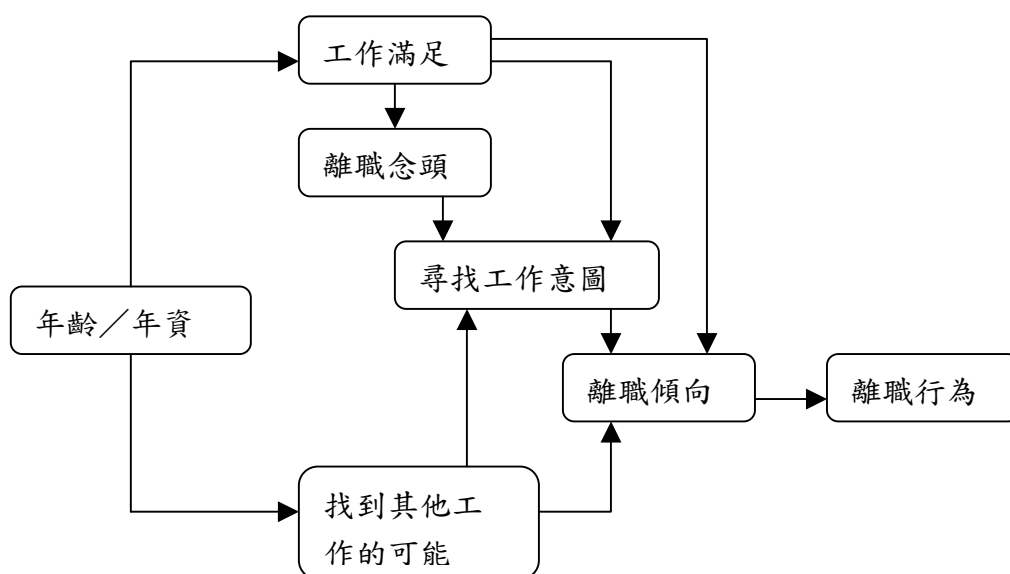 工作滿足
離職念頭
尋找工作意圖
年齡／年資
離職傾向
離職行為
找到其他工
作的可能